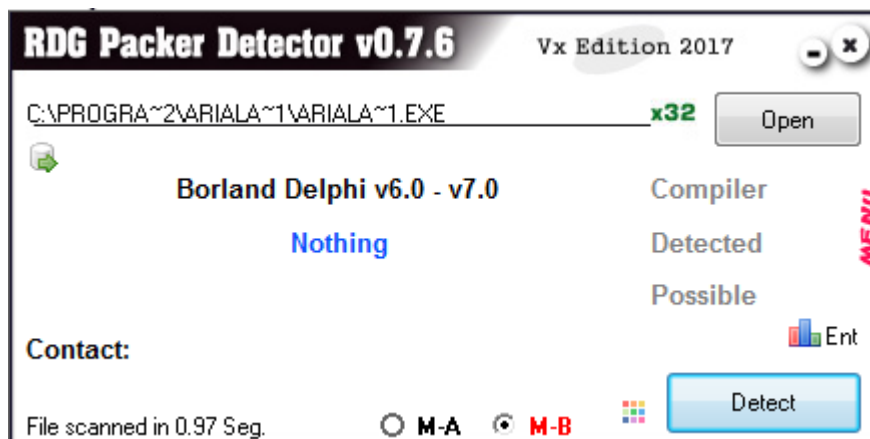 RDG Packer Detector v0.7.6 Vx Edition 2017
C:\PROGRA~2\ARIALA~1\ARIALA~1.EXE x32 Open
Borland Delphi v6.0 - v7.0 Compiler
Nothing Detected
MENU
Possible
Ent
Contact:
Detect
File scanned in 0.97 Seg. M-A M-B